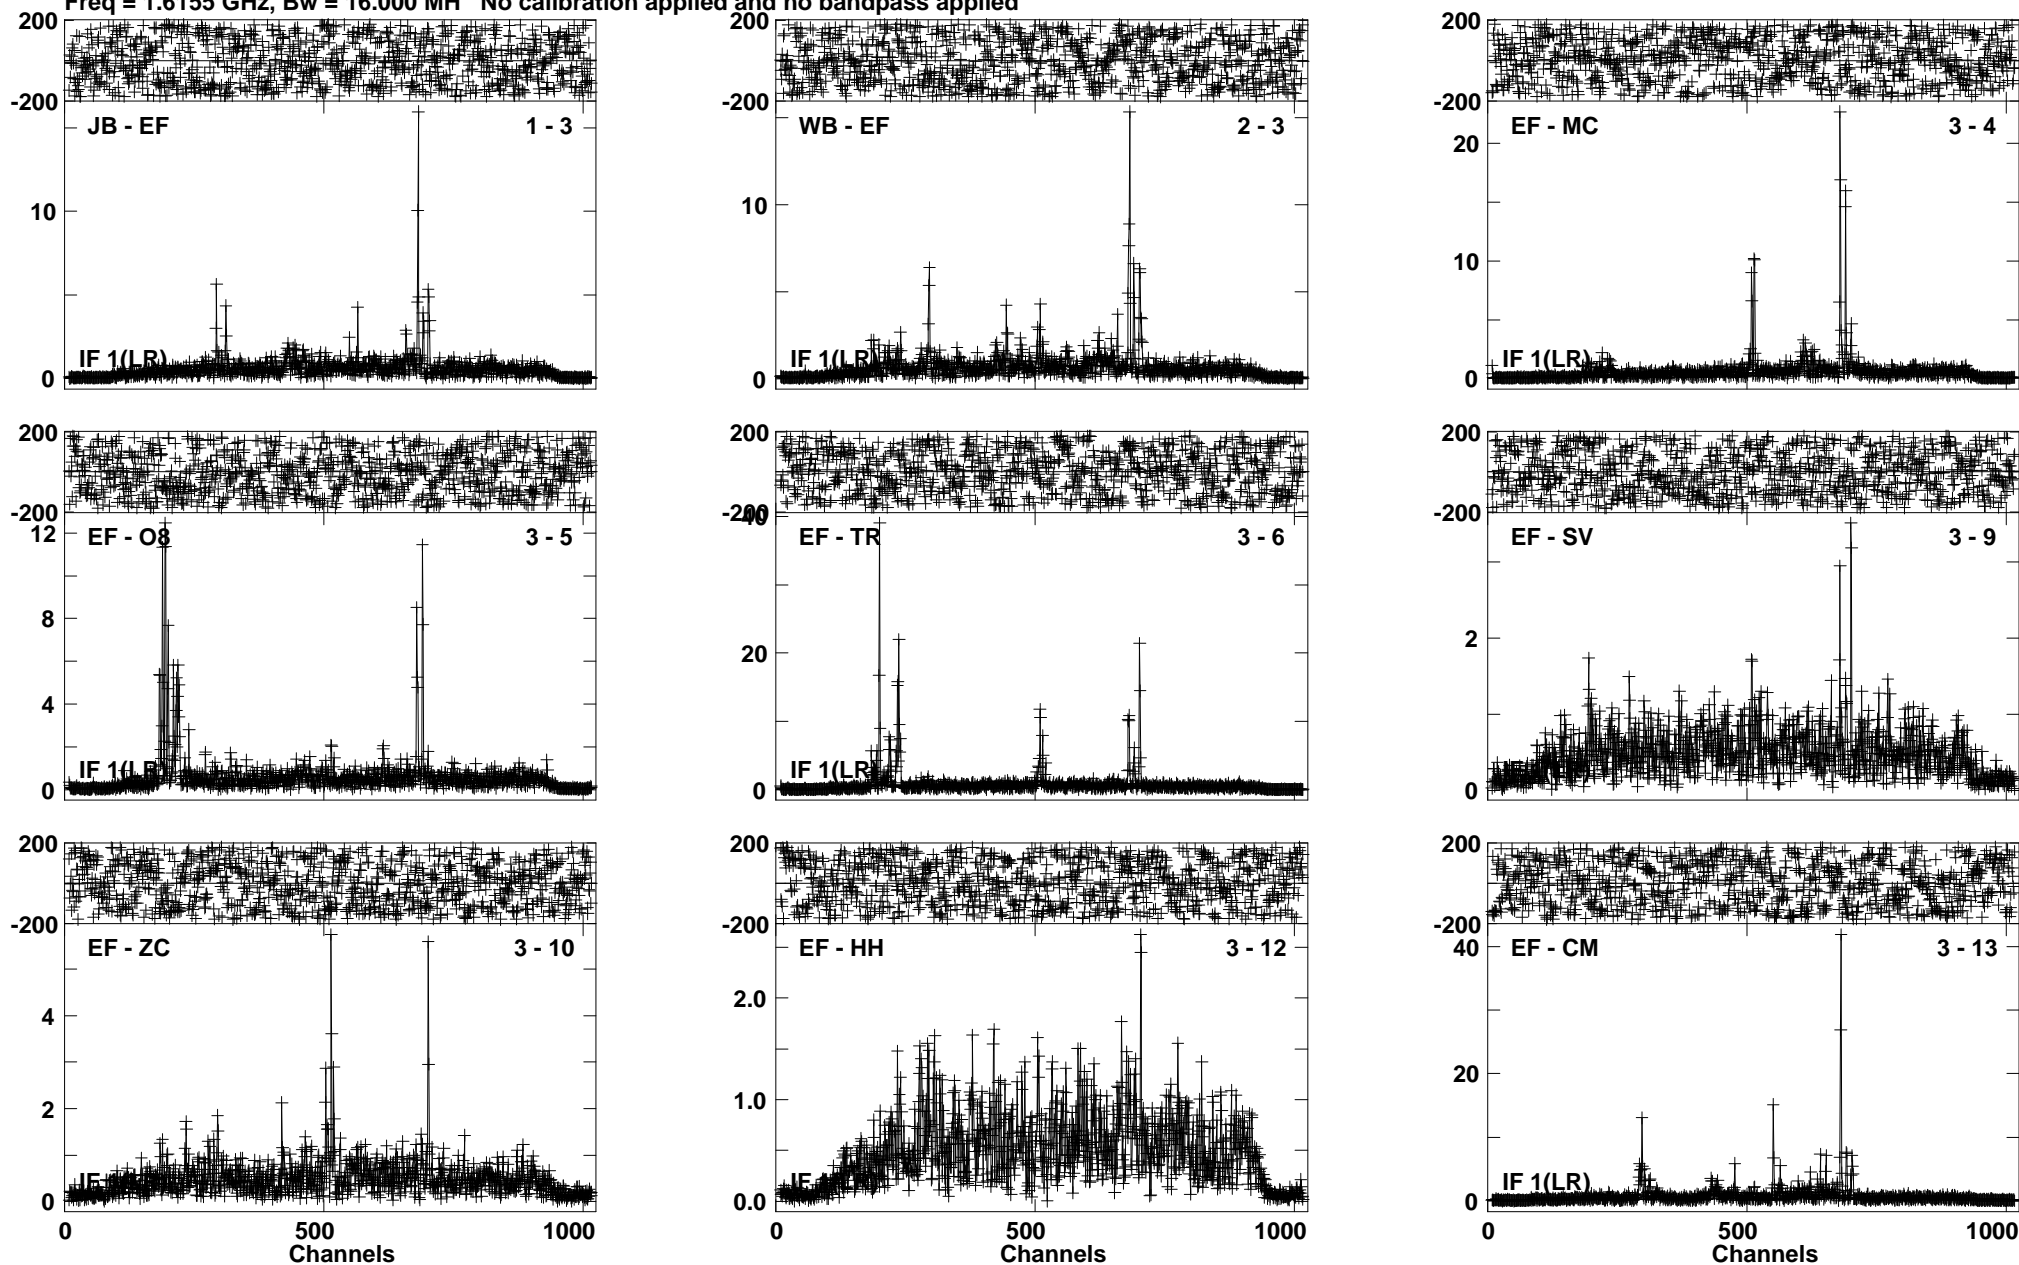 Freq = 1.6155 GHz, Bw = 16.000 MH No calibration applied and no bandpass applied
200
-200
JB - EF 1 - 3
10
0
IF 1(LR)
200
-200
WB - EF 2 - 3
10
0
IF 1(LR)
200
-200
EF - MC 3 - 4
20
10
0
IF 1(LR)
200
-200
EF - O8 3 - 5
12
8
4
0
IF 1(LR
200
-200
40
EF - TR 3 - 6
20
0
IF 1(LR)
200
-200
EF - SV 3 - 9
2
0
200
-200
EF - ZC 3 - 10
4
2
0
IF
0 500 1000
Channels
200
-200
EF - HH 3 - 12
2.0
1.0
0.0
IF
0 500 1000
200
-200
EF - CM 3 - 13
40
20
0
IF 1(LR)
0 500 1000
Channels